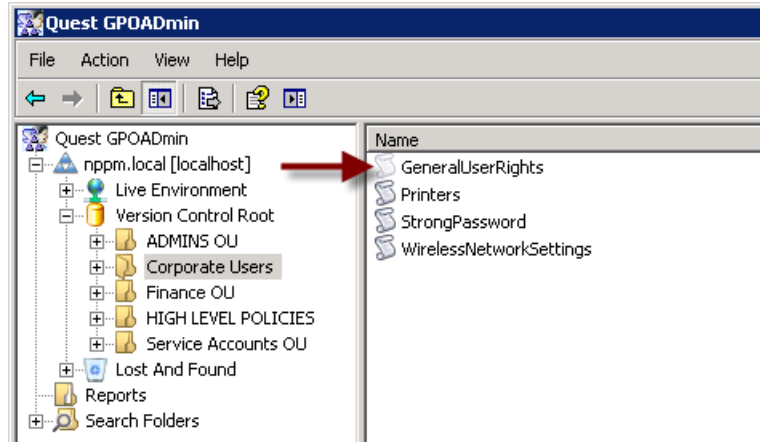 Quest GPOADmin
File Action View Help
Quest GPOADmin
nppm.local [localhost]
Live Environment
Version Control Root
ADMINS OU
Corporate Users
Finance OU
HIGH LEVEL POLICIES
Service Accounts OU
Lost And Found
Reports
Search Folders
Name
GeneralUserRights
Printers
StrongPassword
WirelessNetworkSettings